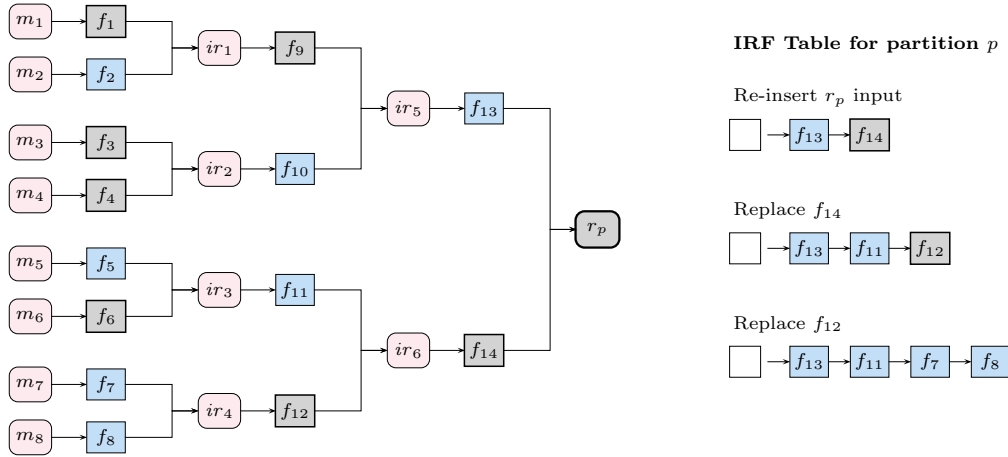 m1 f1 ir1 f9
m2 f2
ir5 f13
m3 f3 ir2 f10
m4 f4
rp
m5 f5 ir3 f11
m6 f6
ir6 f14
m7 f7 ir4 f12
m8 f8
IRF Table for partition p
Re-insert rp input
f13 f14
Replace f14
f13 f11 f12
Replace f12
f13 f11 f7 f8